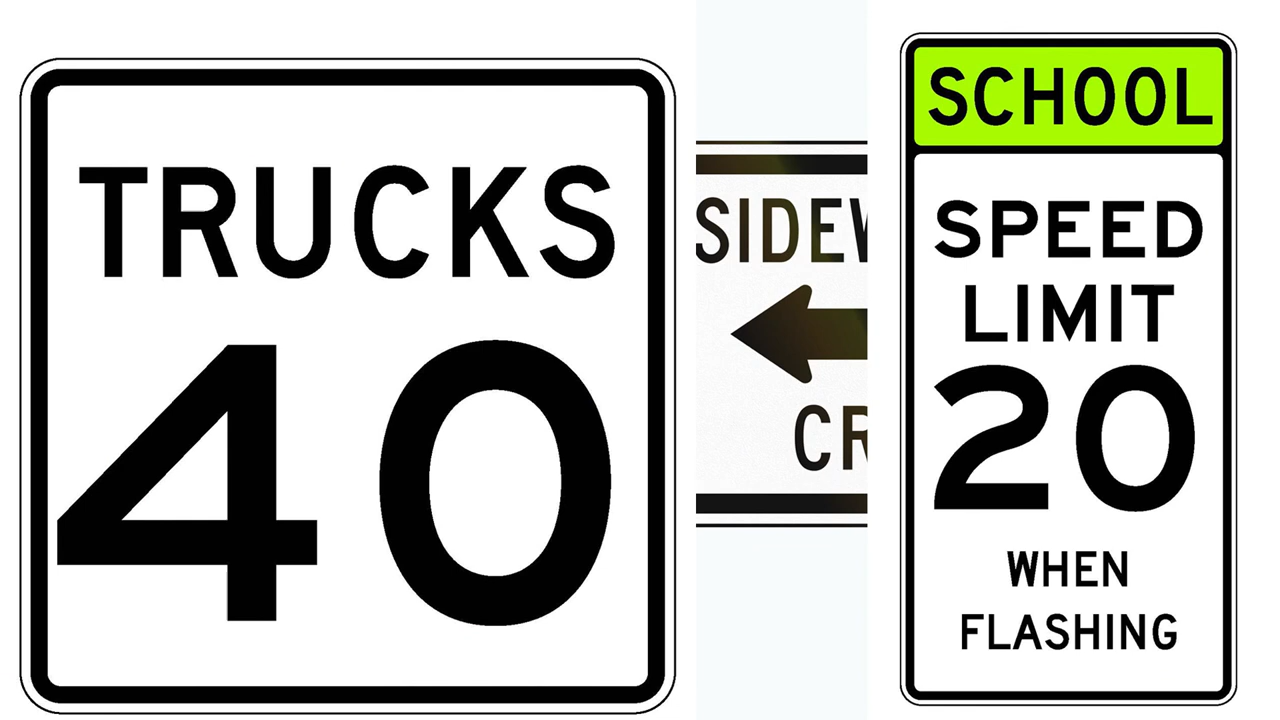 TRUCKS
40
SIDEW
CR
SCHOOL
SPEED
LIMIT
20
WHEN
FLASHING